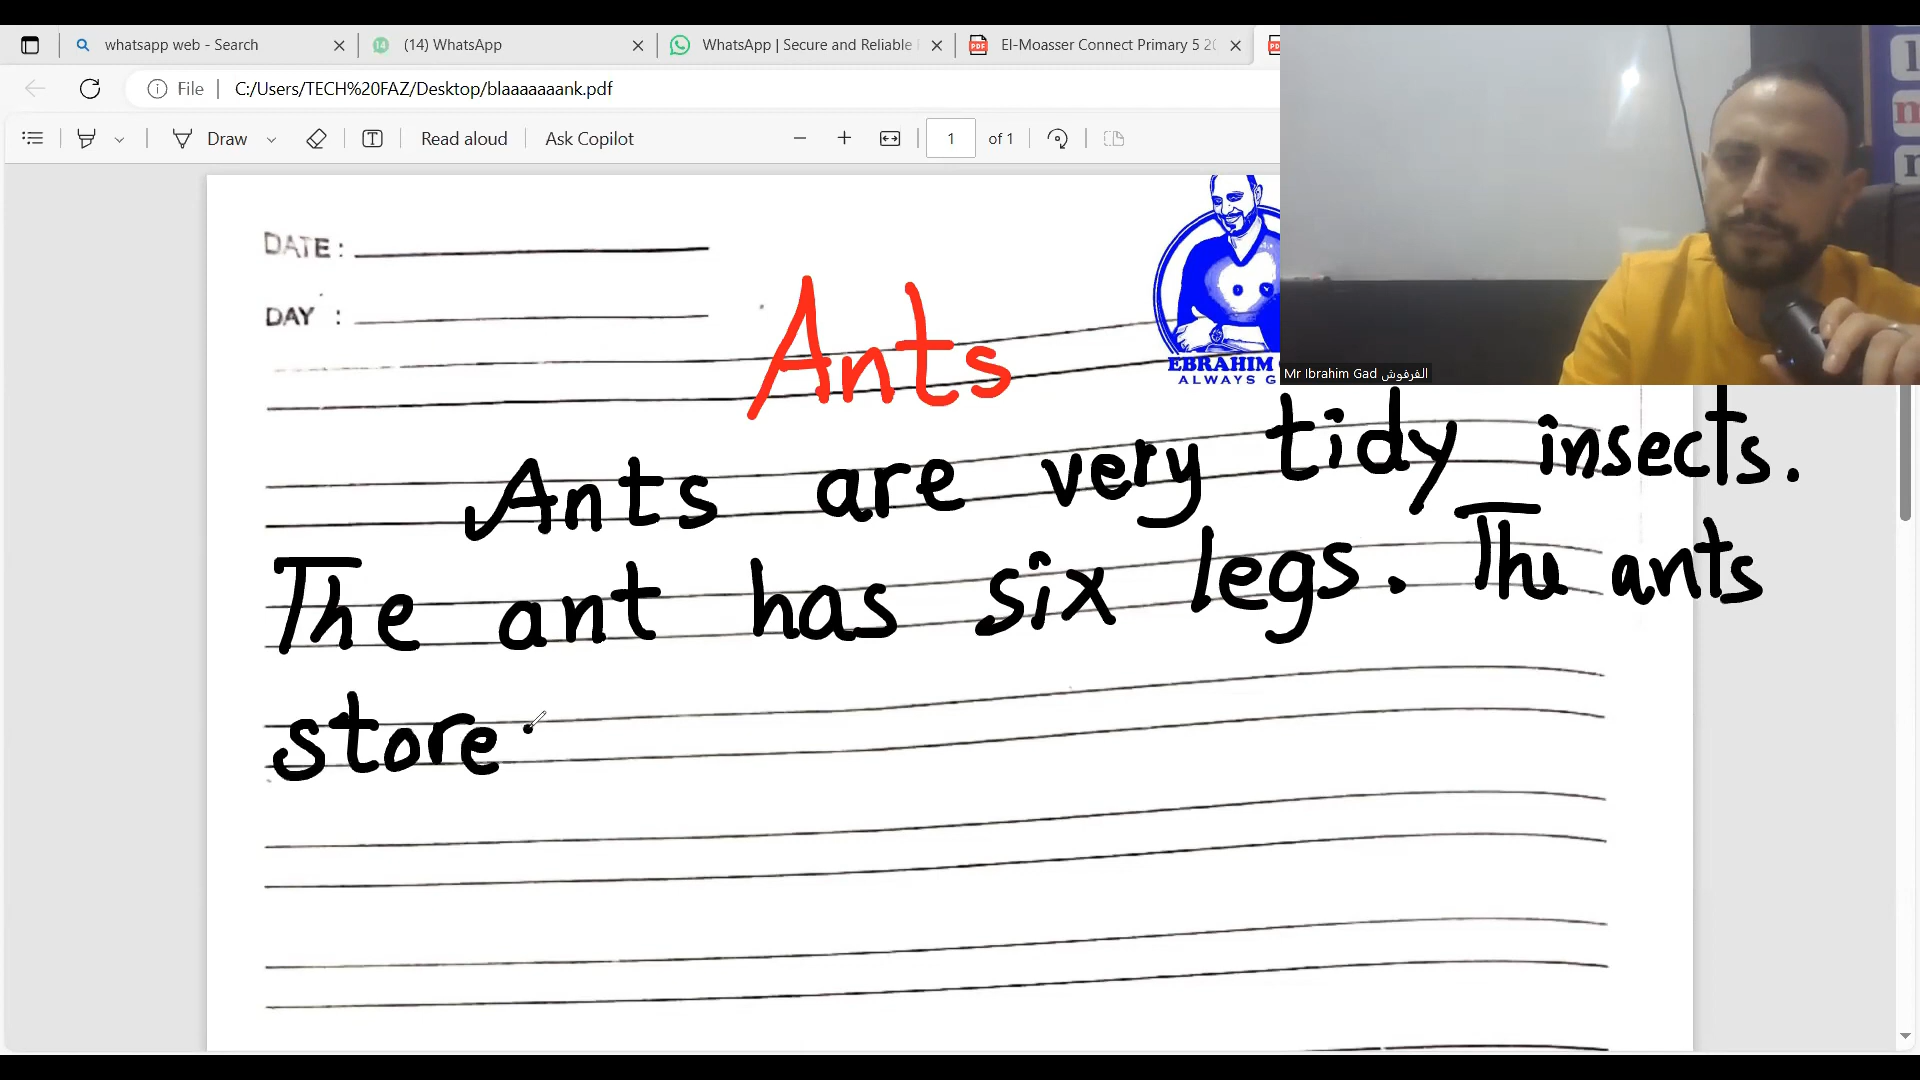 whatsapp web - Search
(14) WhatsApp
WhatsApp | Secure and Reliable
El-Moasser Connect Primary 5 20
File
C:/Users/TECH%20FAZ/Desktop/blaaaaaaank.pdf
Draw
Read aloud
Ask Copilot
1
of 1
DATE :
DAY :
EBRAHIM
ALWAYS G
Mr Ibrahim Gad الفرفوش
Ants
Ants are very tidy insects.
The ant has six legs. The ants
store